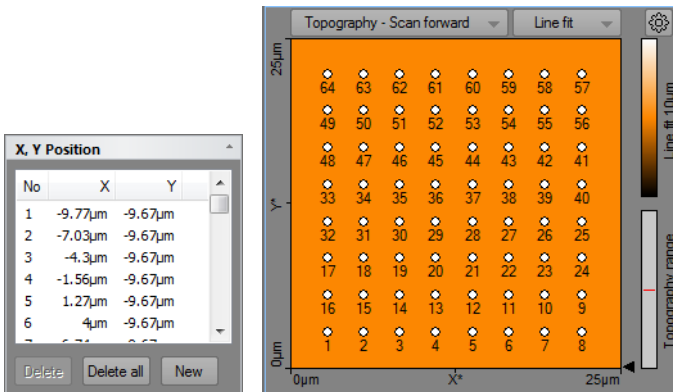 X, Y Position
No X Y
1 -9.77µm -9.67µm
2 -7.03µm -9.67µm
3 -4.3µm -9.67µm
4 -1.56µm -9.67µm
5 1.27µm -9.67µm
6 4µm -9.67µm
Delete Delete all New
Topography - Scan forward Line fit
25µm
Y*
0µm
64 63 62 61 60 59 58 57
49 50 51 52 53 54 55 56
48 47 46 45 44 43 42 41
33 34 35 36 37 38 39 40
32 31 30 29 28 27 26 25
17 18 19 20 21 22 23 24
16 15 14 13 12 11 10 9
1 2 3 4 5 6 7 8
0µm X* 25µm
Line fit 10µm
Topography range